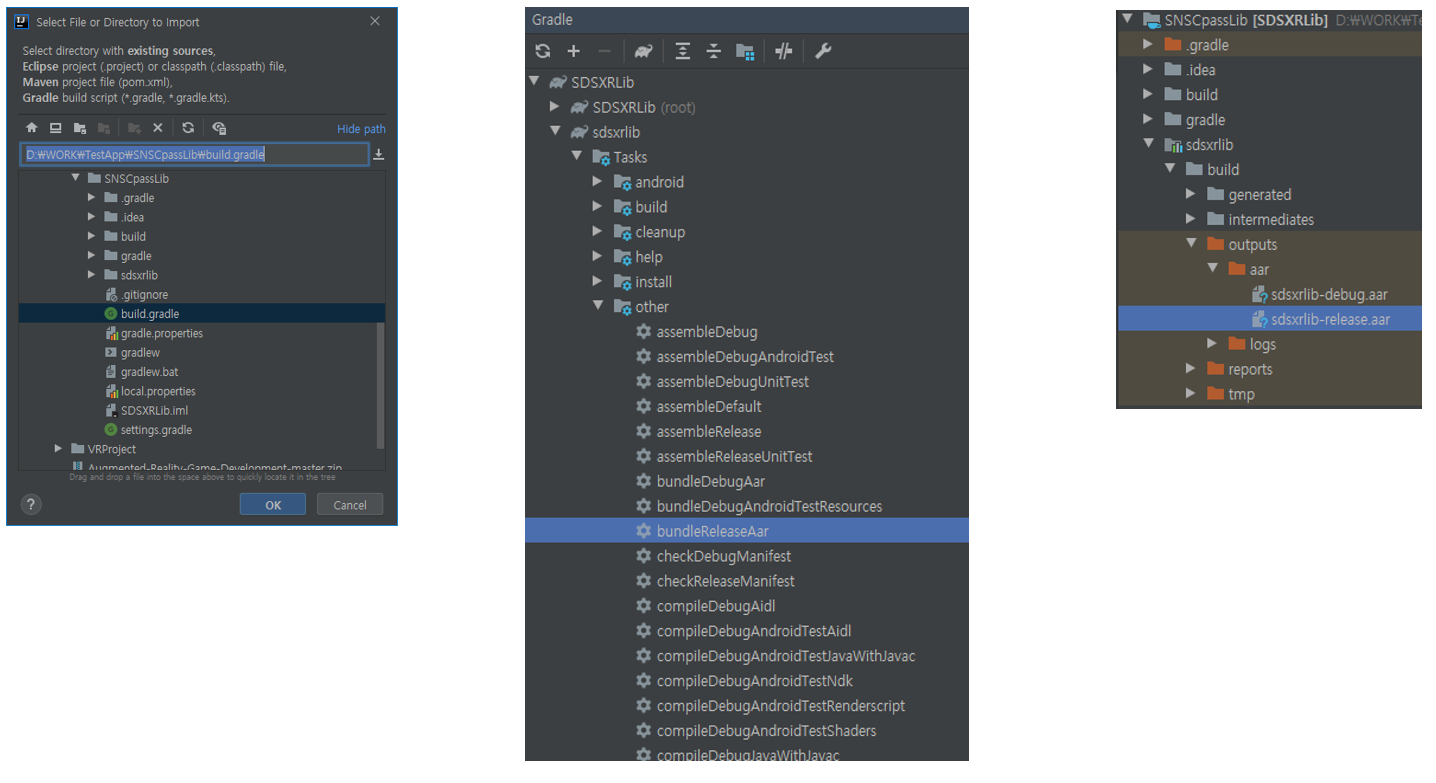 Select File or Directory to Import
Select directory with existing sources,
Eclipse project (.project) or classpath (.classpath) file,
Maven project file (pom.xml),
Gradle build script (*.gradle, *.gradle.kts).
Hide path
D:₩WORK₩TestApp₩SNSCpassLib₩build.gradle
SNSCpassLib
.gradle
.idea
build
gradle
sdsxrlib
.gitignore
build.gradle
gradle.properties
gradlew
gradlew.bat
local.properties
SDSXRLib.iml
settings.gradle
VRProject
Augmented-Reality-Game-Development-master.zip
Drag and drop a file into the space above to quickly locate it in the tree
?
OK
Cancel
Gradle
SDSXRLib
SDSXRLib (root)
sdsxrlib
Tasks
android
build
cleanup
help
install
other
assembleDebug
assembleDebugAndroidTest
assembleDebugUnitTest
assembleDefault
assembleRelease
assembleReleaseUnitTest
bundleDebugAar
bundleDebugAndroidTestResources
bundleReleaseAar
checkDebugManifest
checkReleaseManifest
compileDebugAidl
compileDebugAndroidTestAidl
compileDebugAndroidTestJavaWithJavac
compileDebugAndroidTestNdk
compileDebugAndroidTestRenderscript
compileDebugAndroidTestShaders
compileDebugJavaWithJavac
SNSCpassLib [SDSXRLib] D:₩WORK₩Te
.gradle
.idea
build
gradle
sdsxrlib
build
generated
intermediates
outputs
aar
sdsxrlib-debug.aar
sdsxrlib-release.aar
logs
reports
tmp